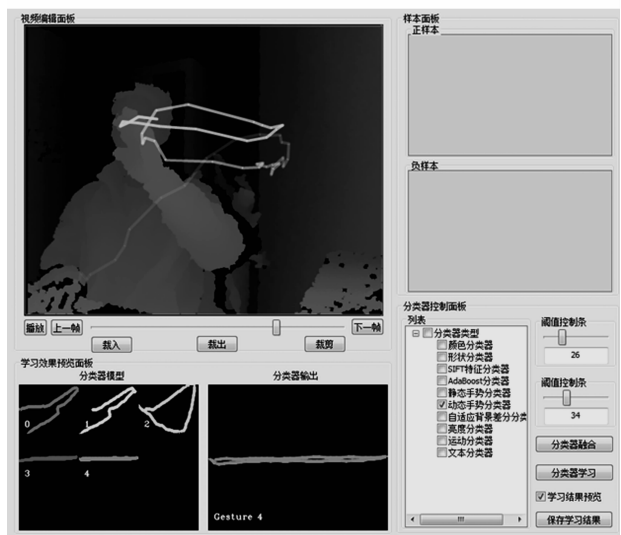 视频编辑面板
播放
上一帧
下一帧
裁入
裁出
裁剪
学习效果预览面板
分类器模型
分类器输出
0
1
2
3
4
Gesture 4
样本面板
正样本
负样本
分类器控制面板
列表
分类器类型
颜色分类器
形状分类器
SIFT特征分类器
AdaBoost分类器
静态手势分类器
动态手势分类器
自适应背景差分分类
亮度分类器
运动分类器
文本分类器
阈值控制条
26
阈值控制条
34
分类器融合
分类器学习
学习结果预览
保存学习结果